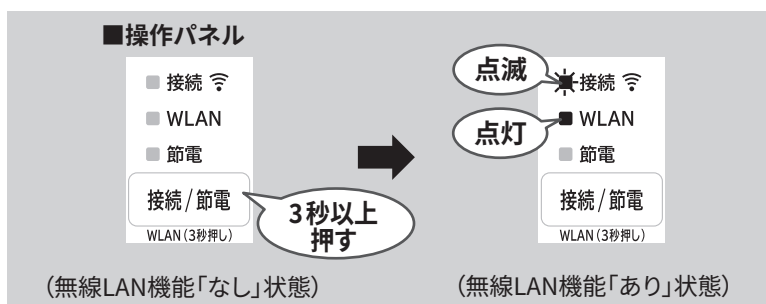 ■操作パネル
接続
WLAN
節電
接続/節電
WLAN(3秒押し)
3秒以上
押す
(無線LAN機能「なし」状態)
点滅
接続
点灯
WLAN
節電
接続/節電
WLAN(3秒押し)
(無線LAN機能「あり」状態)